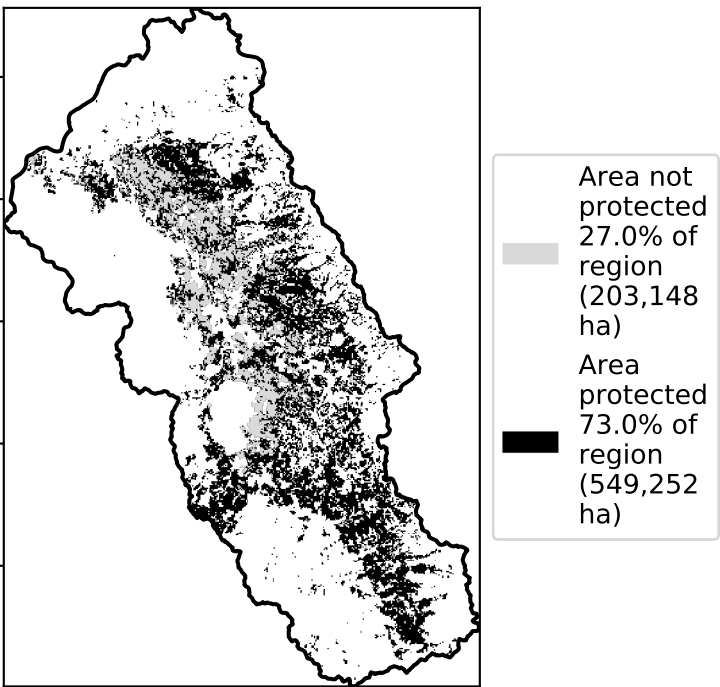 Area not
protected
27.0% of
region
(203,148
ha)
Area
protected
73.0% of
region
(549,252
ha)